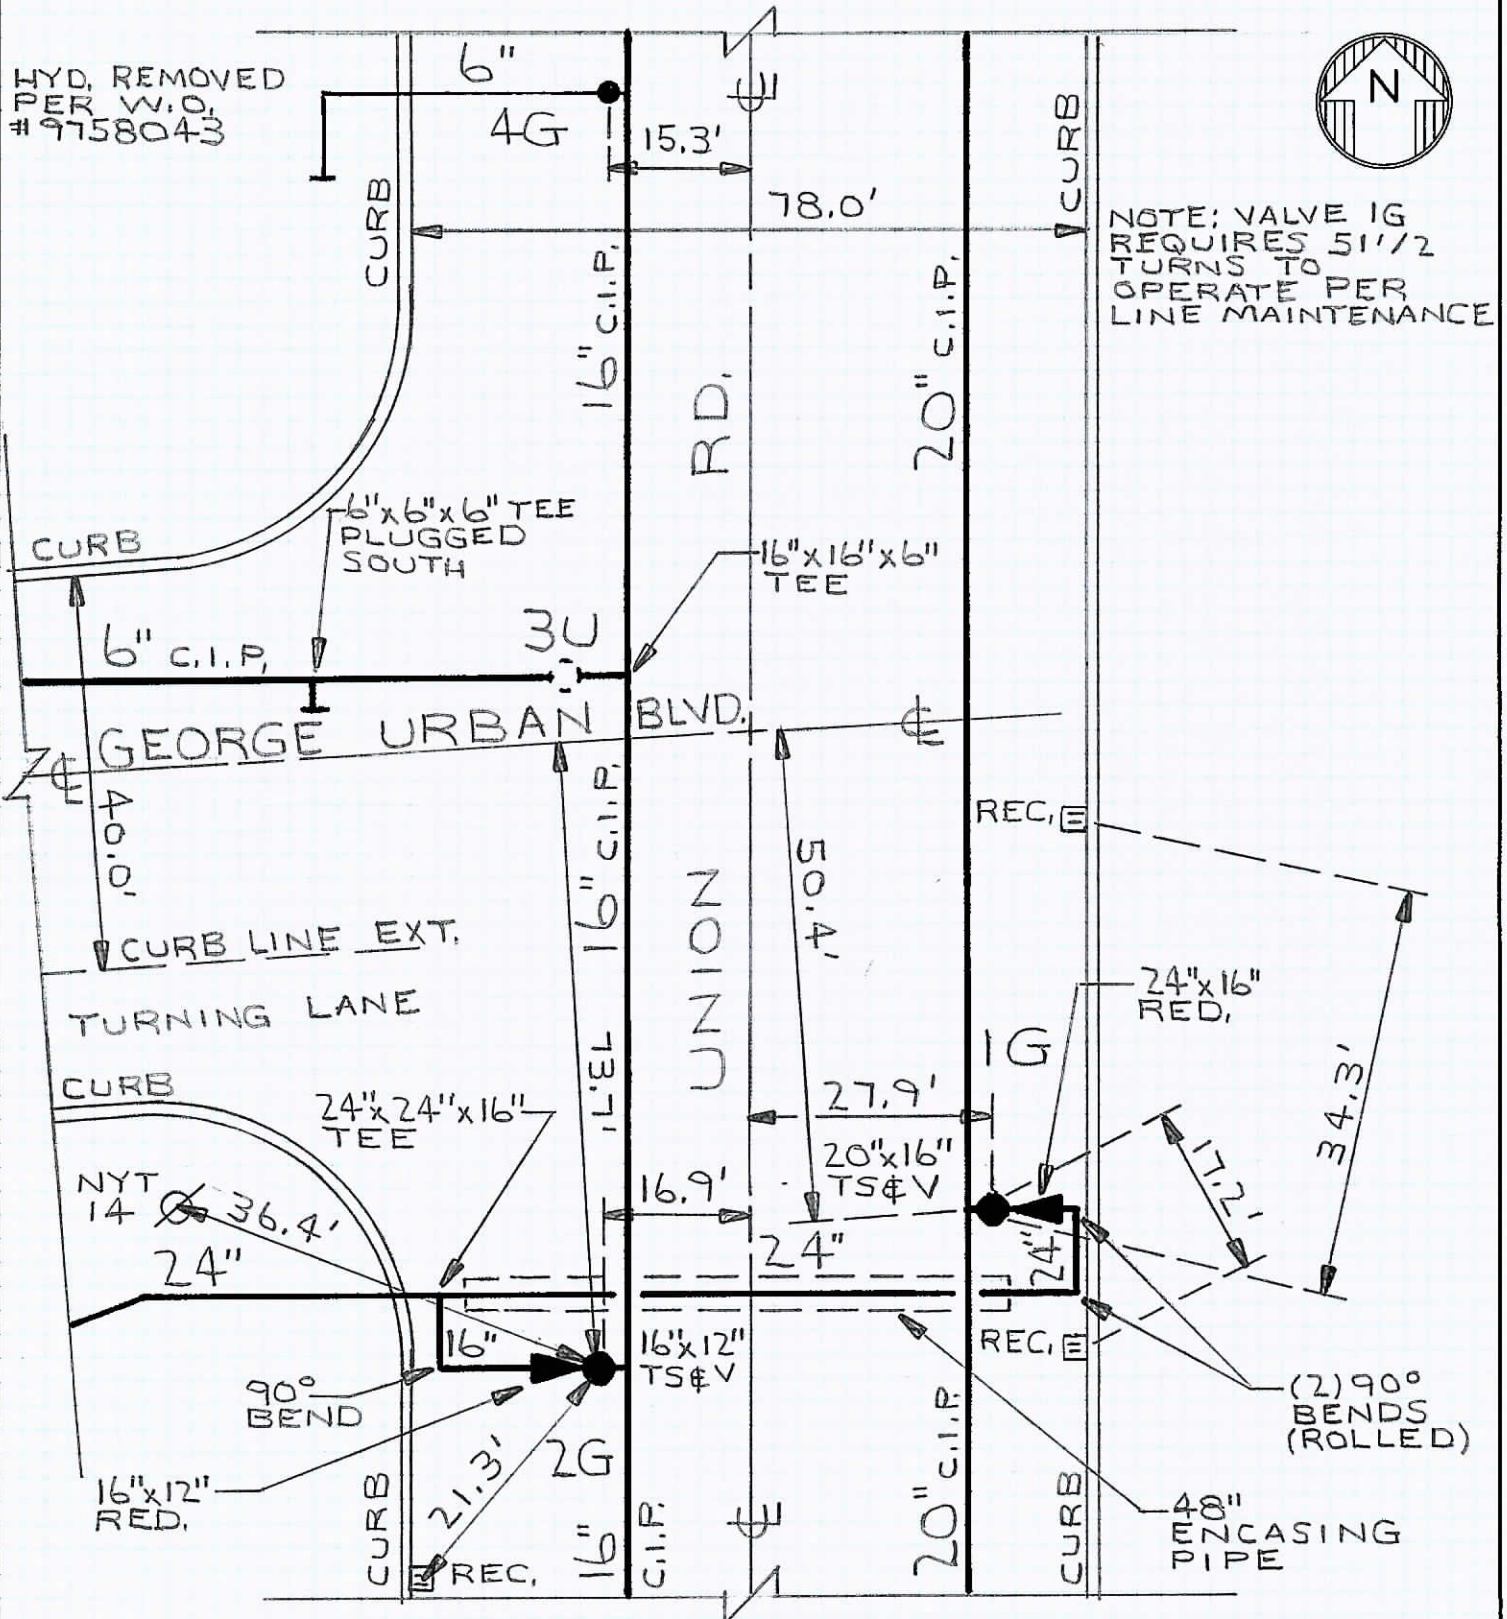 HYD. REMOVED
PER W.O.
#9758043
6"
4G
15.3'
℄
N
CURB
CURB
78.0'
NOTE: VALVE 1G
REQUIRES 51 1/2
TURNS TO
OPERATE PER
LINE MAINTENANCE
16" C.I.P.
20" C.I.P.
RD.
6"x6"x6" TEE
PLUGGED
SOUTH
CURB
16"x16"x6"
TEE
3U
6" C.I.P.
GEORGE URBAN BLVD.
℄
℄
40.0'
16" C.I.P.
50.4'
REC.
UNION
CURB LINE EXT.
TURNING LANE
24"x16"
RED.
1G
34.3'
CURB
24"x24"x16"
TEE
27.9'
20"x16"
TS&V
17.2'
NYT
14
36.4'
16.9'
24"
24"
24"
16"
16"x12"
TS&V
REC.
90°
BEND
(2) 90°
BENDS
(ROLLED)
2G
21.3'
16"x12"
RED.
CURB
REC.
16" C.I.P.
℄
20" C.I.P.
CURB
48"
ENCASING
PIPE